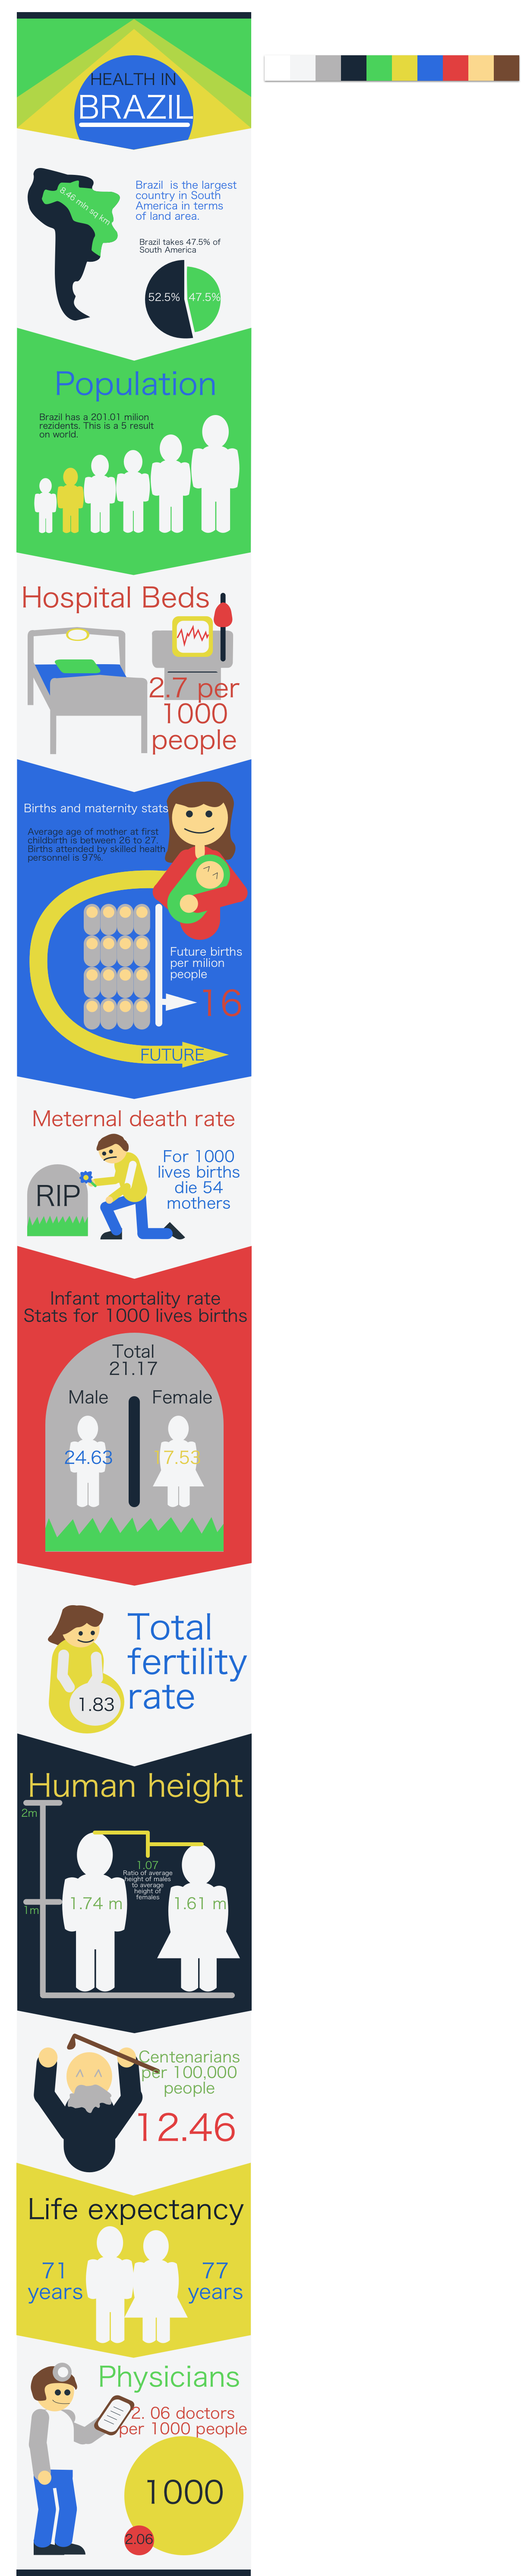 HEALTH IN
BRAZIL
8.46 mln sq km
Brazil is the largest
country in South
America in terms
of land area.
Brazil takes 47.5% of
South America
52.5%
47.5%
Population
Brazil has a 201.01 milion
rezidents. This is a 5 result
on world.
Hospital Beds
2.7 per
1000
people
Births and maternity stats
Average age of mother at first
childbirth is between 26 to 27.
Births attended by skilled health
personnel is 97%.
Future births
per milion
people
16
FUTURE
Meternal death rate
RIP
For 1000
lives births
die 54
mothers
Infant mortality rate
Stats for 1000 lives births
Total
21.17
Male
Female
24.63
17.53
Total
fertility
rate
1.83
Human height
2m
1.07
Ratio of average
height of males
to average
height of
females
1.74 m
1.61 m
1m
Centenarians
per 100,000
people
12.46
Life expectancy
71
years
77
years
Physicians
2. 06 doctors
per 1000 people
1000
2.06